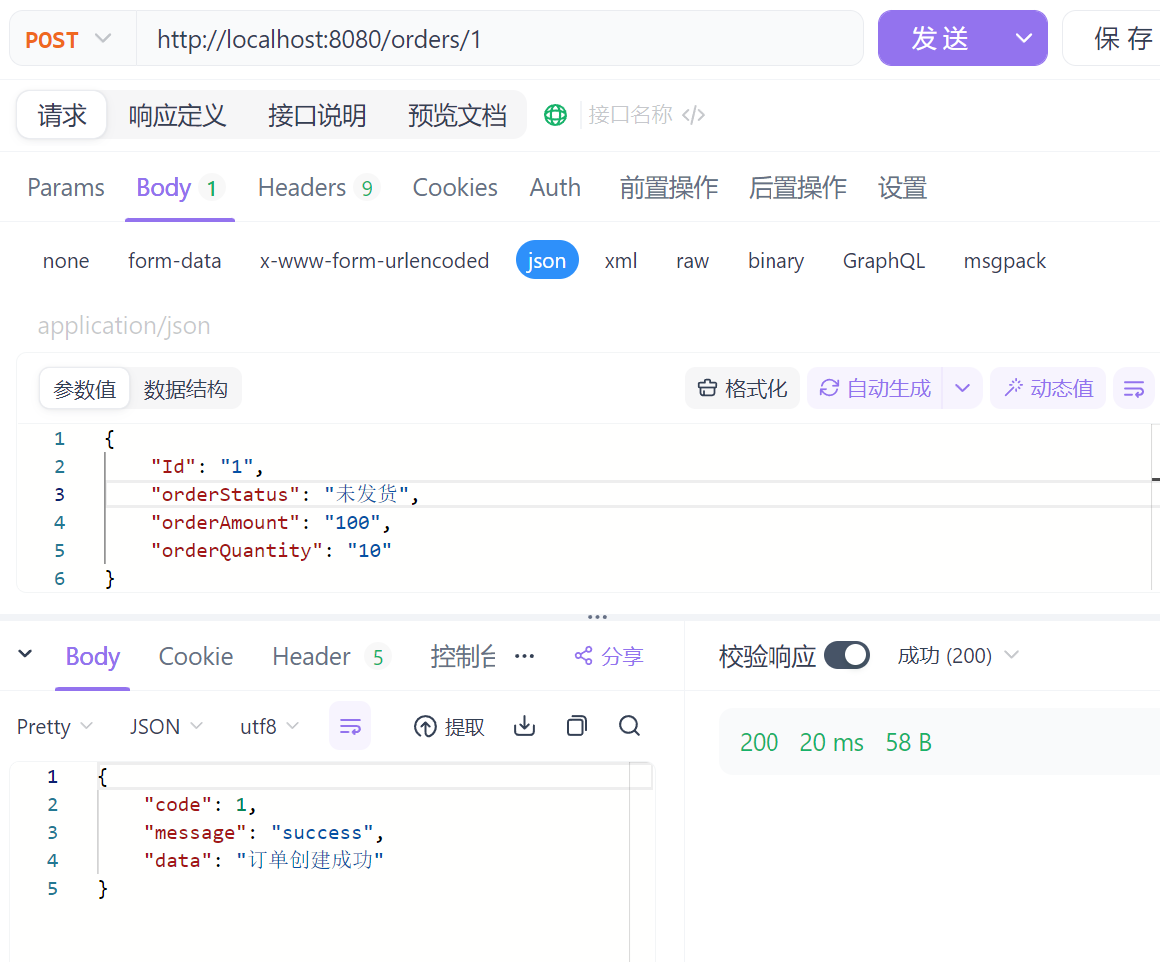 POST http://localhost:8080/orders/1 发送 保存
请求 响应定义 接口说明 预览文档 接口名称 </>
Params Body 1 Headers 9 Cookies Auth 前置操作 后置操作 设置
none form-data x-www-form-urlencoded json xml raw binary GraphQL msgpack
application/json
参数值 数据结构 格式化 自动生成 动态值
1 {
2 "Id": "1",
3 "orderStatus": "未发货",
4 "orderAmount": "100",
5 "orderQuantity": "10"
6 }
Body Cookie Header 5 控制台 ··· 分享 校验响应 成功 (200)
Pretty JSON utf8 提取
200 20 ms 58 B
1 {
2 "code": 1,
3 "message": "success",
4 "data": "订单创建成功"
5 }